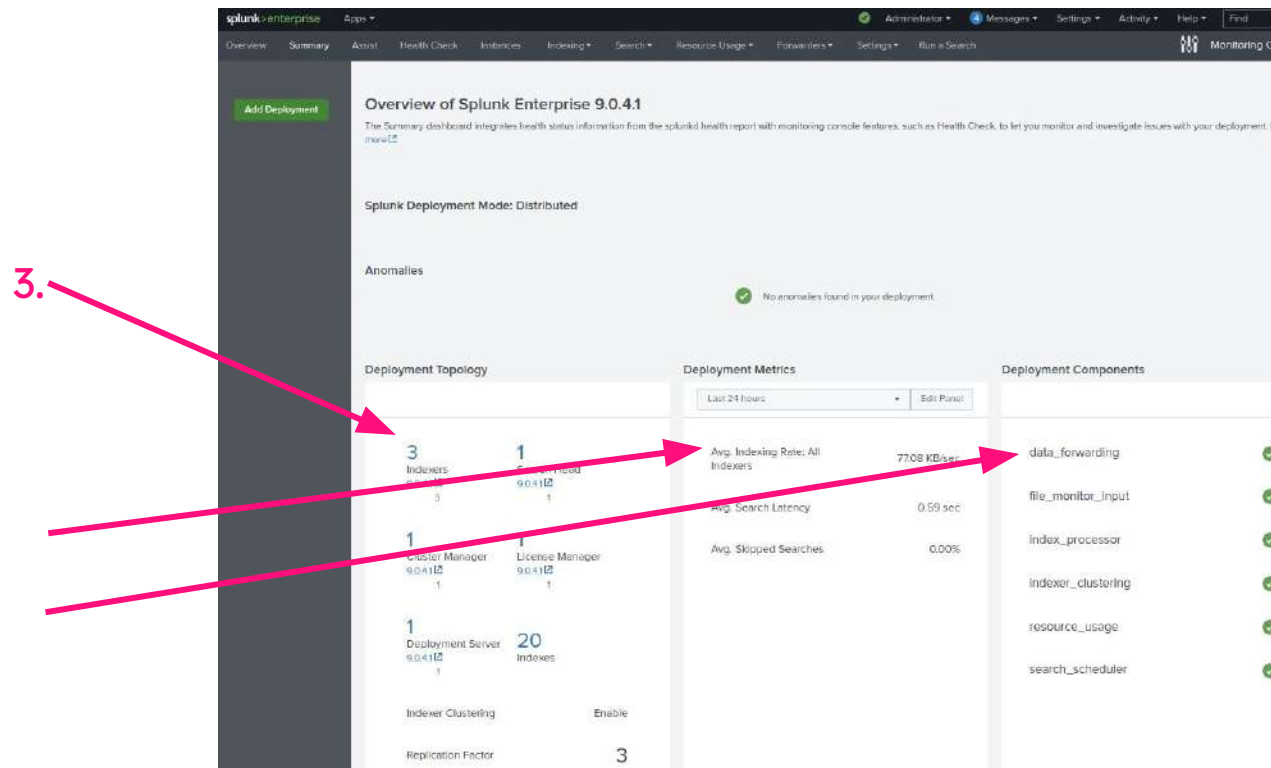 splunk>enterprise Apps Administrator 4 Messages Settings Activity Help Find
Overview Summary Assist Health Check Instances Indexing Search Resource Usage Forwarders Settings Run a Search Monitoring C
Add Deployment
Overview of Splunk Enterprise 9.0.4.1
The Summary dashboard integrates health status information from the splunkd health report with monitoring console features, such as Health Check, to let you monitor and investigate issues with your deployment.
more
Splunk Deployment Mode: Distributed
3.
Anomalies
No anomalies found in your deployment.
Deployment Topology
Deployment Metrics
Deployment Components
Last 24 hours Edit Panel
3
Indexers
3
1
Search Head
9.0.4.1
1
1
Cluster Manager
9.0.4.1
1
1
License Manager
9.0.4.1
1
1
Deployment Server
9.0.4.1
1
20
Indexes
Indexer Clustering Enable
Replication Factor 3
Avg. Indexing Rate: All
Indexers
77.08 KB/sec
Avg. Search Latency 0.59 sec
Avg. Skipped Searches 0.00%
data_forwarding
file_monitor_input
index_processor
indexer_clustering
resource_usage
search_scheduler